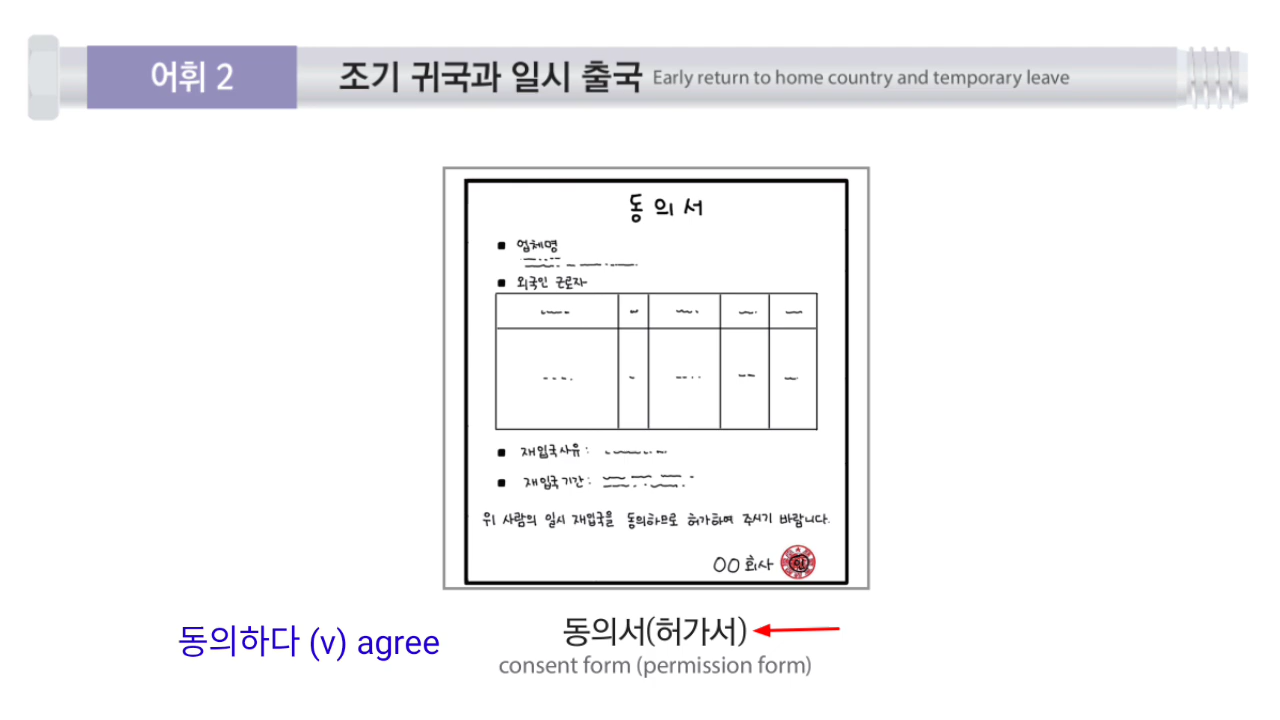 어휘 2
조기 귀국과 일시 출국 Early return to home country and temporary leave
동의서
■ 업체명
■ 외국인 근로자
■ 재입국사유 :
■ 재입국기간 :
위 사람의 일시 재입국을 동의하므로 허가하여 주시기 바랍니다.
OO 회사 인
동의하다 (v) agree
동의서(허가서)
consent form (permission form)